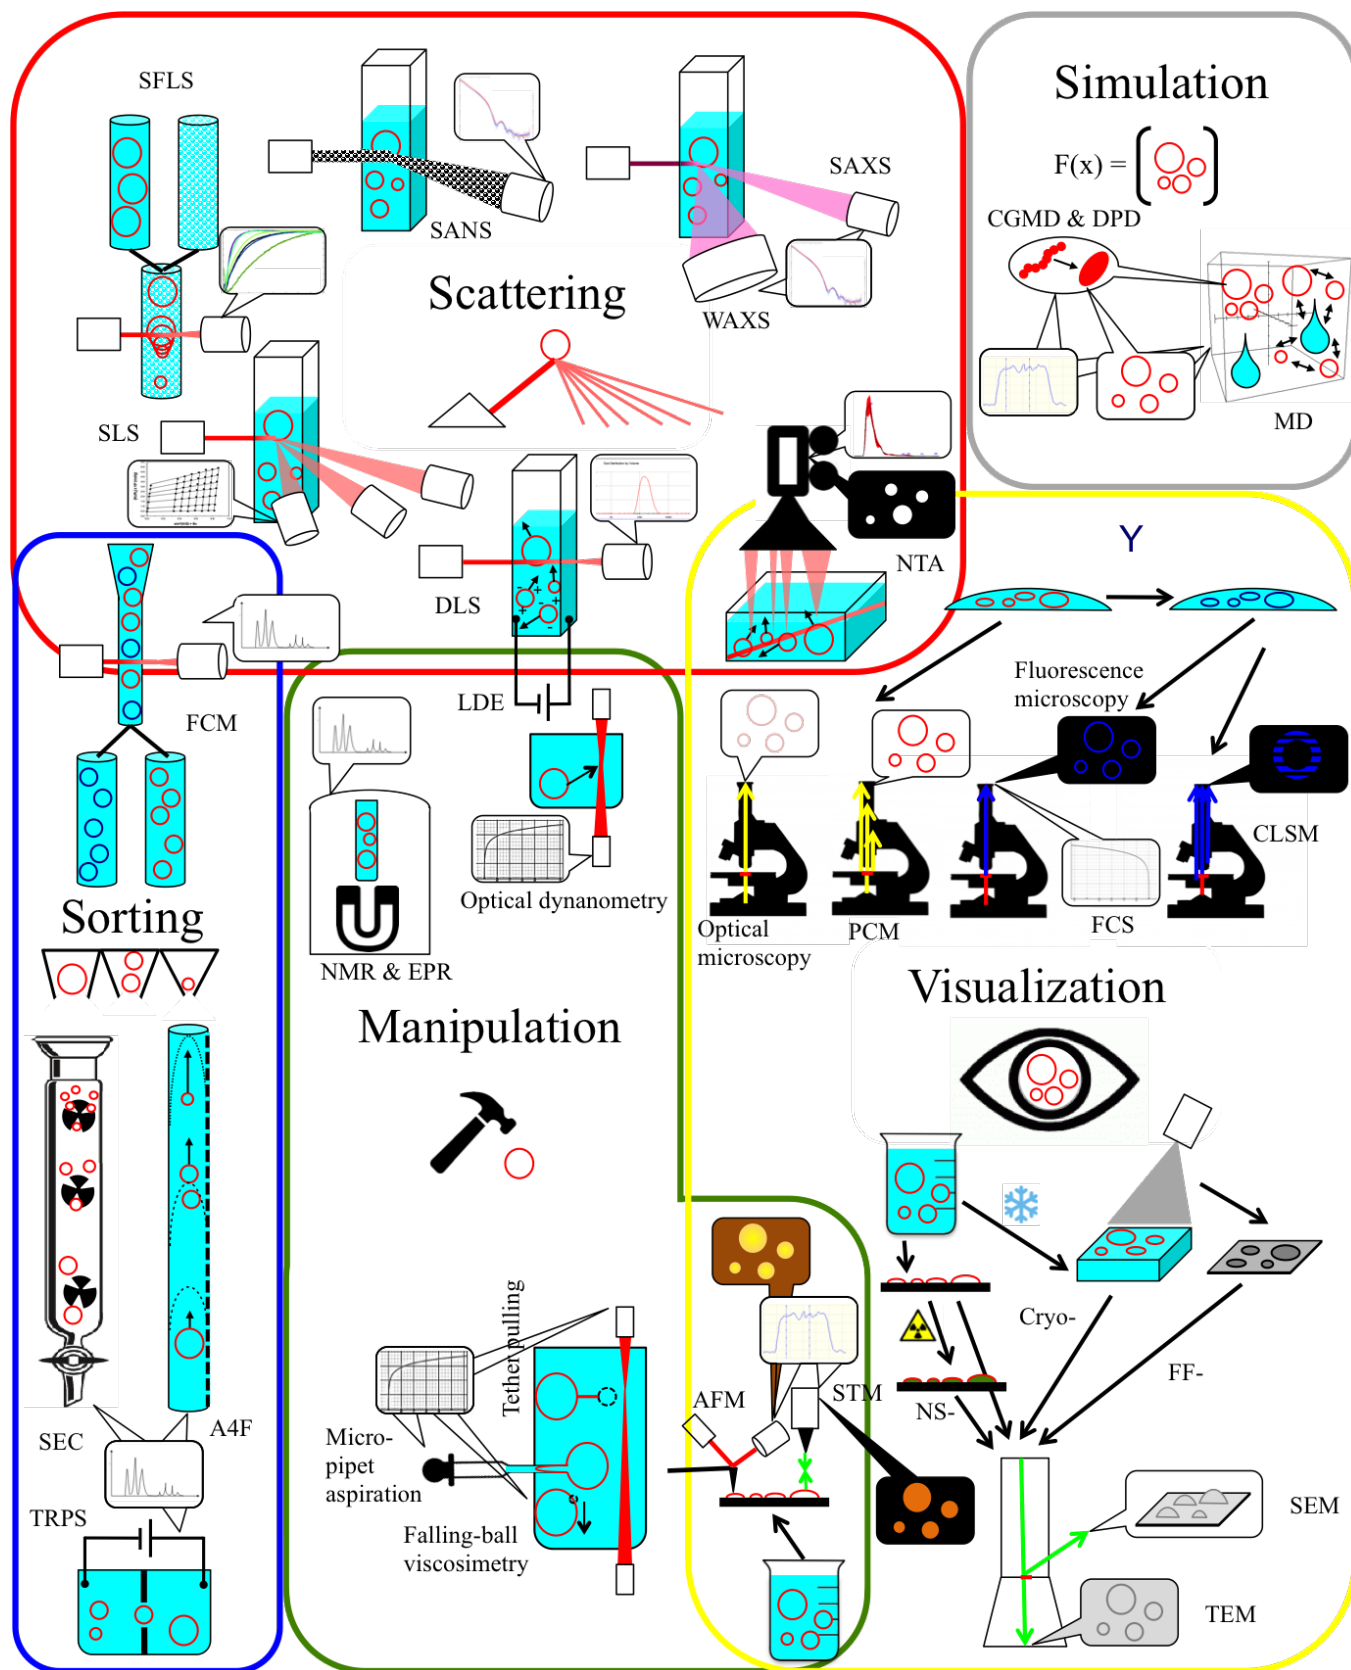 SFLS
SANS
SAXS
WAXS
Scattering
SLS
DLS
NTA
Simulation
F(x) =
CGMD & DPD
MD
Y
FCM
LDE
Optical dynanometry
NMR & EPR
Sorting
SEC
A4F
TRPS
Manipulation
Tether pulling
Micro-
pipet
aspiration
Falling-ball
viscosimetry
Fluorescence
microscopy
CLSM
Optical
microscopy
PCM
FCS
Visualization
Cryo-
FF-
NS-
AFM
STM
SEM
TEM